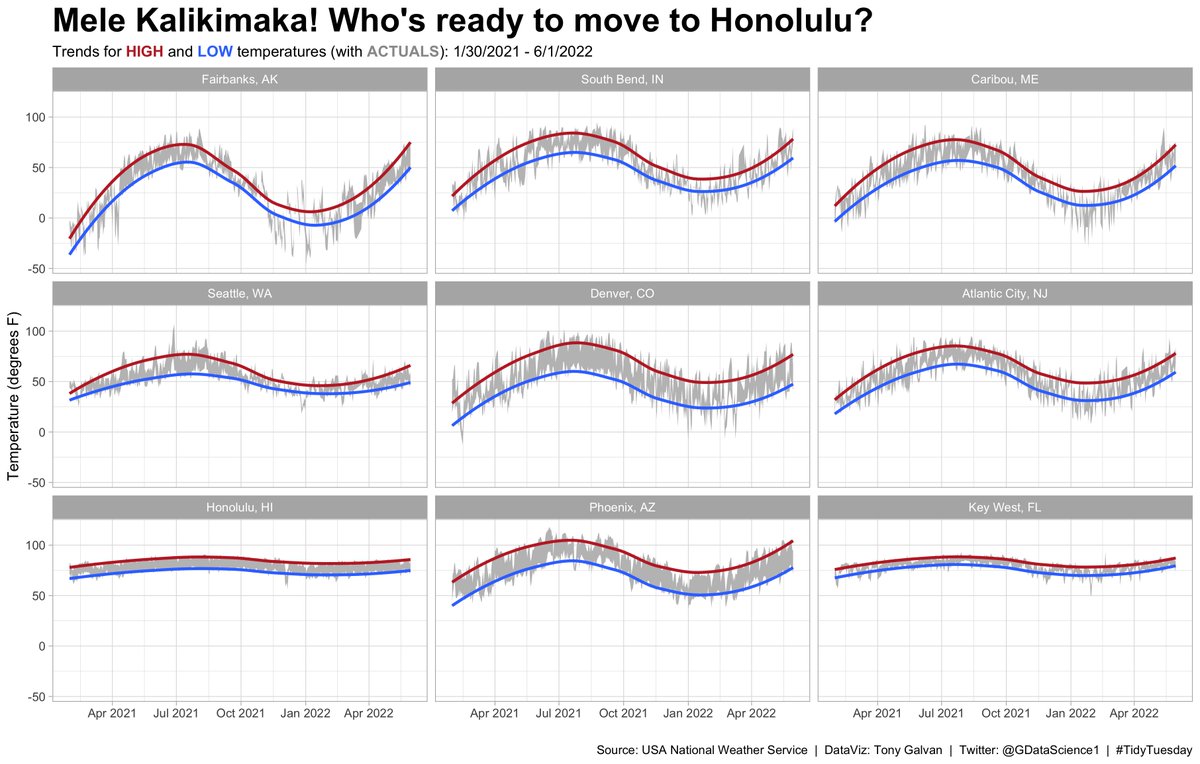 Mele Kalikimaka! Who's ready to move to Honolulu?
Trends for HIGH and LOW temperatures (with ACTUALS): 1/30/2021 - 6/1/2022
Fairbanks, AK
South Bend, IN
Caribou, ME
100
50
0
-50
Seattle, WA
Denver, CO
Atlantic City, NJ
100
50
0
-50
Temperature (degrees F)
Honolulu, HI
Phoenix, AZ
Key West, FL
100
50
0
-50
Apr 2021 Jul 2021 Oct 2021 Jan 2022 Apr 2022
Apr 2021 Jul 2021 Oct 2021 Jan 2022 Apr 2022
Apr 2021 Jul 2021 Oct 2021 Jan 2022 Apr 2022
Source: USA National Weather Service | DataViz: Tony Galvan | Twitter: @GDataScience1 | #TidyTuesday